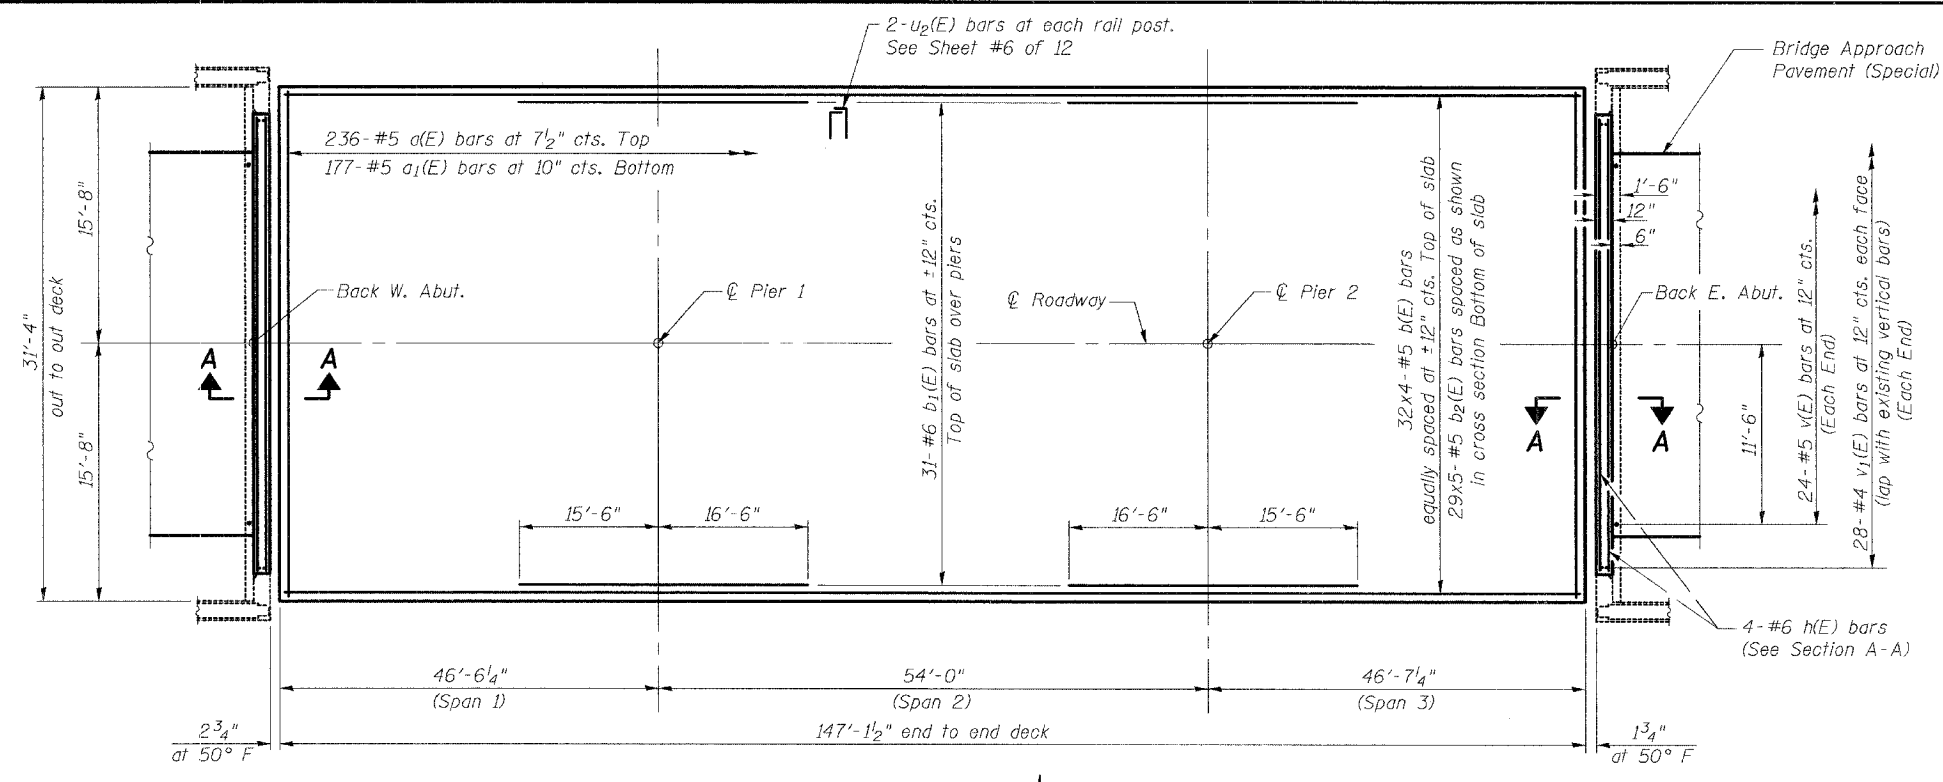 2-u₂(E) bars at each rail post.
See Sheet #6 of 12
Bridge Approach
Pavement (Special)
236-#5 a(E) bars at 7½" cts. Top
177-#5 a₁(E) bars at 10" cts. Bottom
31'-4"
out to out deck
15'-8"
15'-8"
Back W. Abut.
℄ Pier 1
31-#6 b₁(E) bars at ±12" cts.
Top of slab over piers
℄ Roadway
℄ Pier 2
32x4-#5 b(E) bars
equally spaced at ±12" cts. Top of slab
29x5-#5 b₂(E) bars spaced as shown
in cross section Bottom of slab
1'-6"
12"
6"
Back E. Abut.
A
A
A
A
11'-6"
24-#5 v(E) bars at 12" cts.
(Each End)
28-#4 v₁(E) bars at 12" cts. each face
(lap with existing vertical bars)
(Each End)
15'-6"
16'-6"
16'-6"
15'-6"
4-#6 h(E) bars
(See Section A-A)
46'-6¼"
(Span 1)
54'-0"
(Span 2)
46'-7¼"
(Span 3)
2¾"
at 50° F
147'-1½" end to end deck
1¾"
at 50° F